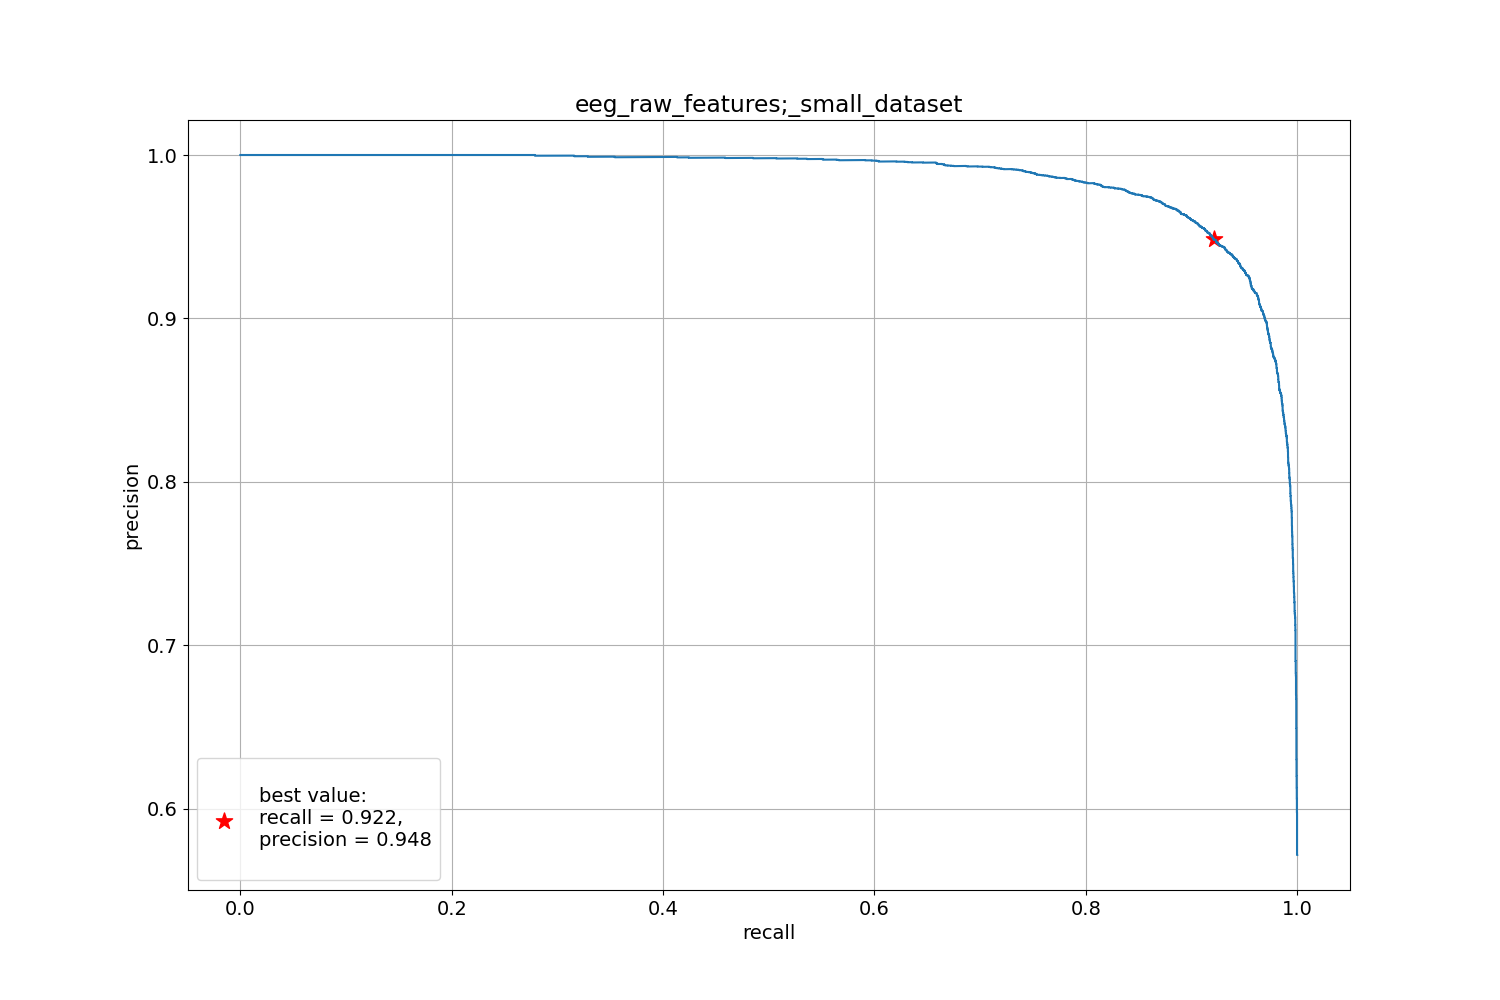 eeg_raw_features;_small_dataset
precision
1.0
0.9
0.8
0.7
0.6
best value:
recall = 0.922,
precision = 0.948
0.0 0.2 0.4 0.6 0.8 1.0
recall